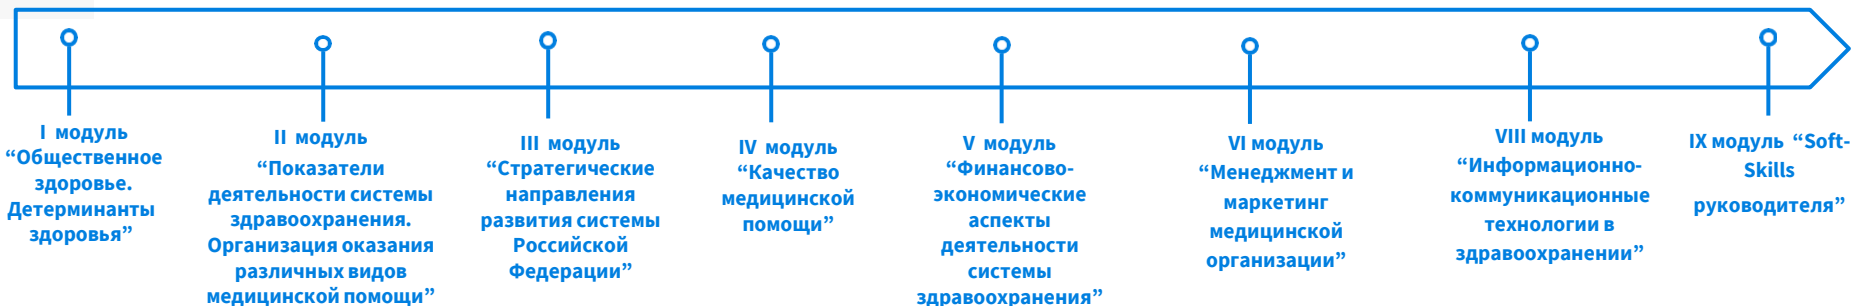 I модуль
“Общественное
здоровье.
Детерминанты
здоровья”
II модуль
“Показатели
деятельности системы
здравоохранения.
Организация оказания
различных видов
медицинской помощи”
III модуль
“Стратегические
направления
развития системы
Российской
Федерации”
IV модуль
“Качество
медицинской
помощи”
V модуль
“Финансово-
экономические
аспекты
деятельности
системы
здравоохранения”
VI модуль
“Менеджмент и
маркетинг
медицинской
организации”
VIII модуль
“Информационно-
коммуникационные
технологии в
здравоохранении”
IX модуль “Soft-
Skills
руководителя”